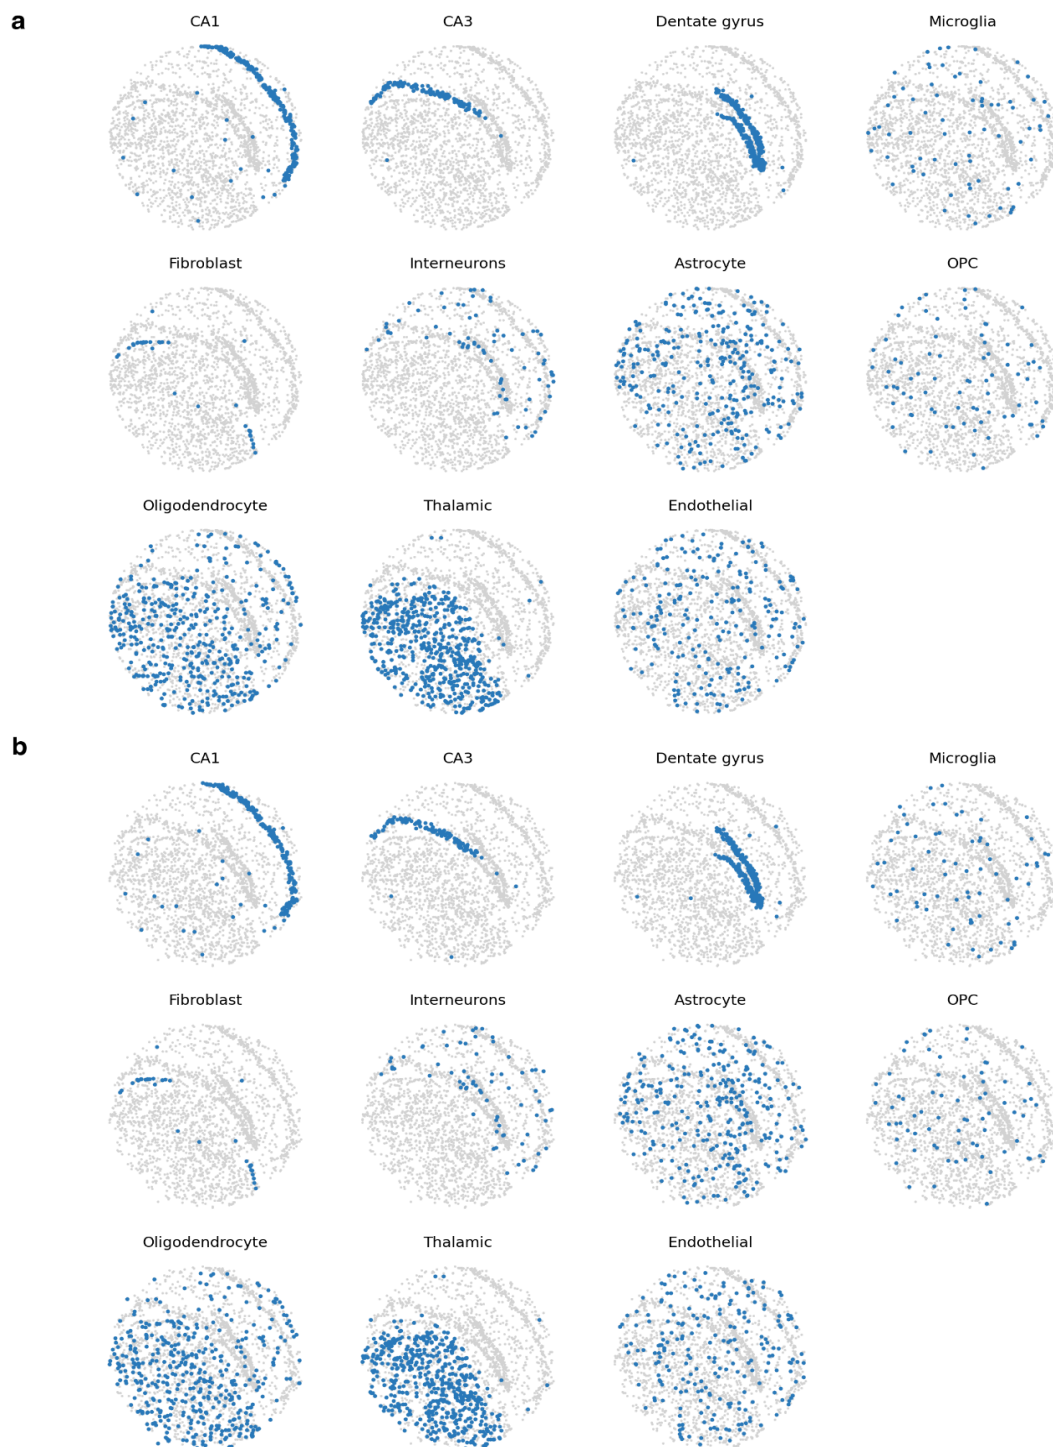 a
CA1 CA3 Dentate gyrus Microglia
Fibroblast Interneurons Astrocyte OPC
Oligodendrocyte Thalamic Endothelial
b
CA1 CA3 Dentate gyrus Microglia
Fibroblast Interneurons Astrocyte OPC
Oligodendrocyte Thalamic Endothelial